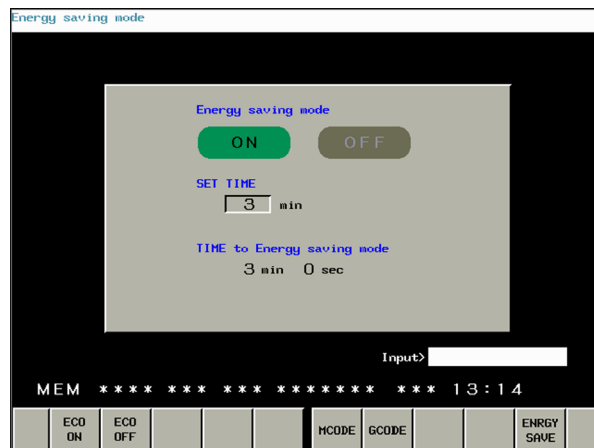 Energy saving mode
Energy saving mode
ON OFF
SET TIME
3 min
TIME to Energy saving mode
3 min 0 sec
Input>
MEM **** *** *** ******* *** 13:14
ECO ON ECO OFF MCODE GCODE ENRGY SAVE